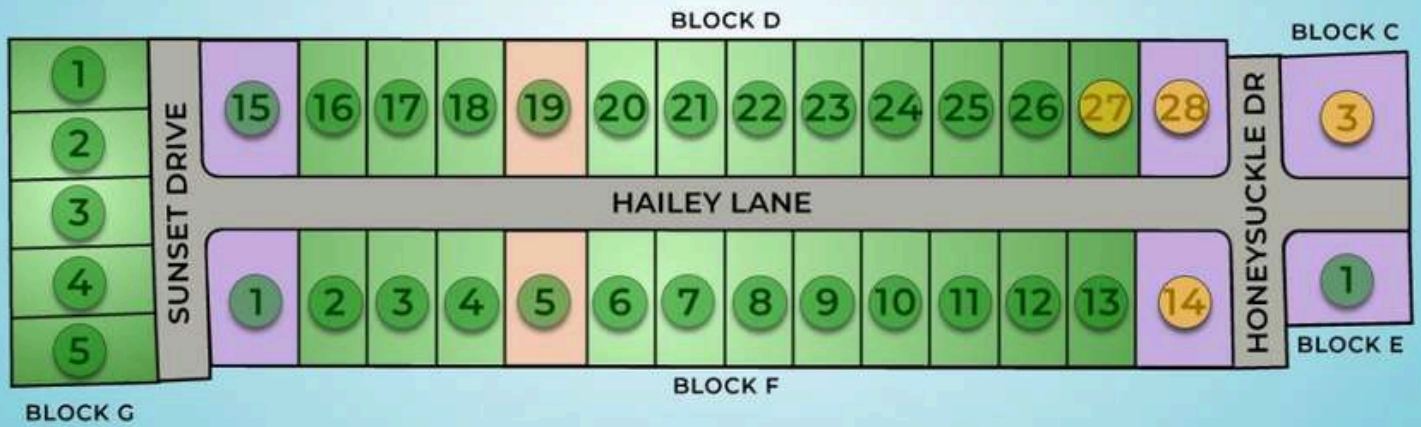 BLOCK D
BLOCK C
1
2
3
4
5
SUNSET DRIVE
15 16 17 18 19 20 21 22 23 24 25 26 27 28
HONEYSUCKLE DR
3
HAILEY LANE
1 2 3 4 5 6 7 8 9 10 11 12 13 14
1
BLOCK E
BLOCK F
BLOCK G